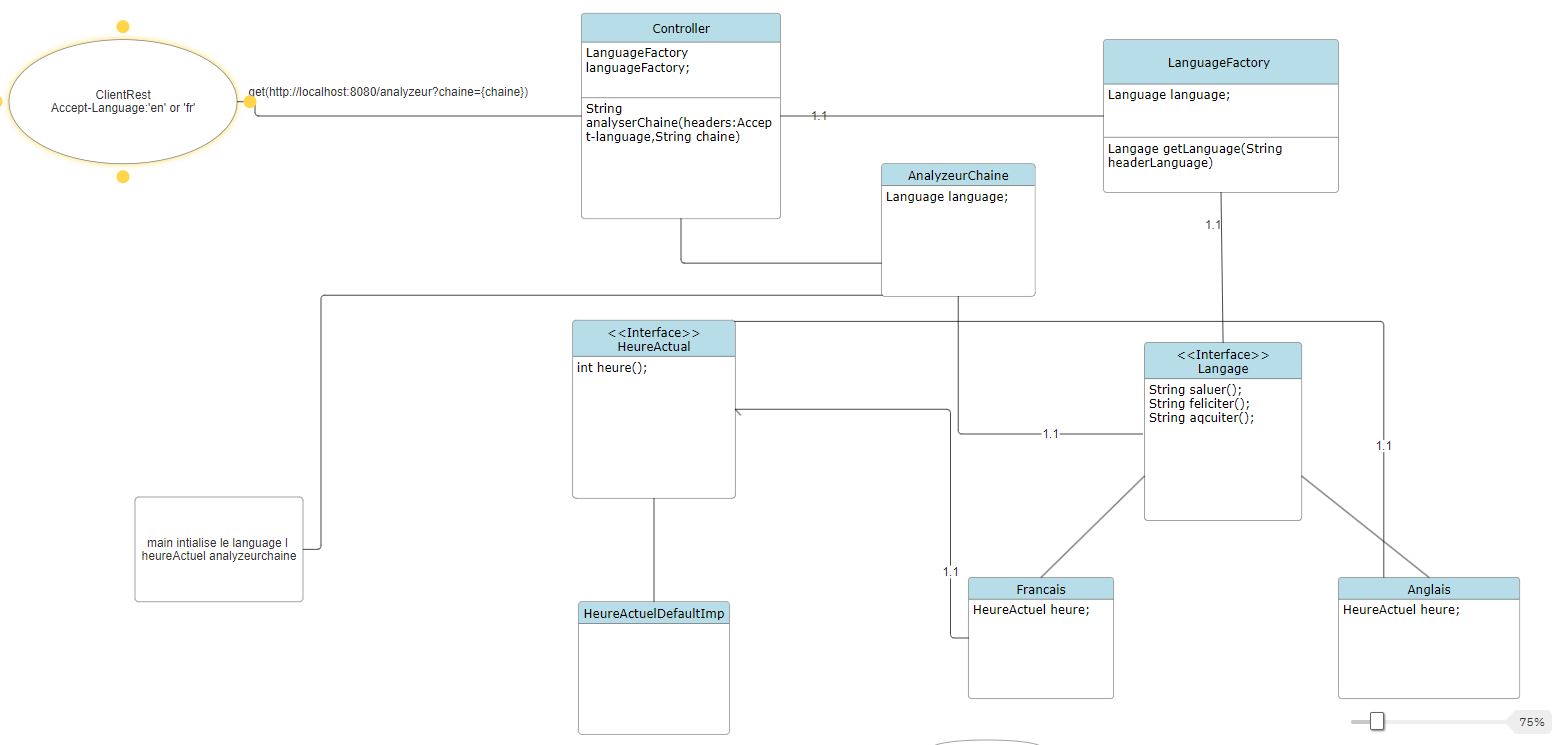 ClientRest
Accept-Language:'en' or 'fr'
get(http://localhost:8080/analyzeur?chaine={chaine})
Controller
LanguageFactory
languageFactory;
String
analyserChaine(headers:Accep
t-language,String chaine)
1.1
LanguageFactory
Language language;
Langage getLanguage(String
headerLanguage)
1.1
AnalyzeurChaine
Language language;
<<Interface>>
HeureActual
int heure();
<<Interface>>
Langage
String saluer();
String feliciter();
String aqcuiter();
1.1
1.1
main intialise le language l
heureActuel analyzeurchaine
1.1
HeureActuelDefaultImp
Francais
HeureActuel heure;
Anglais
HeureActuel heure;
75%